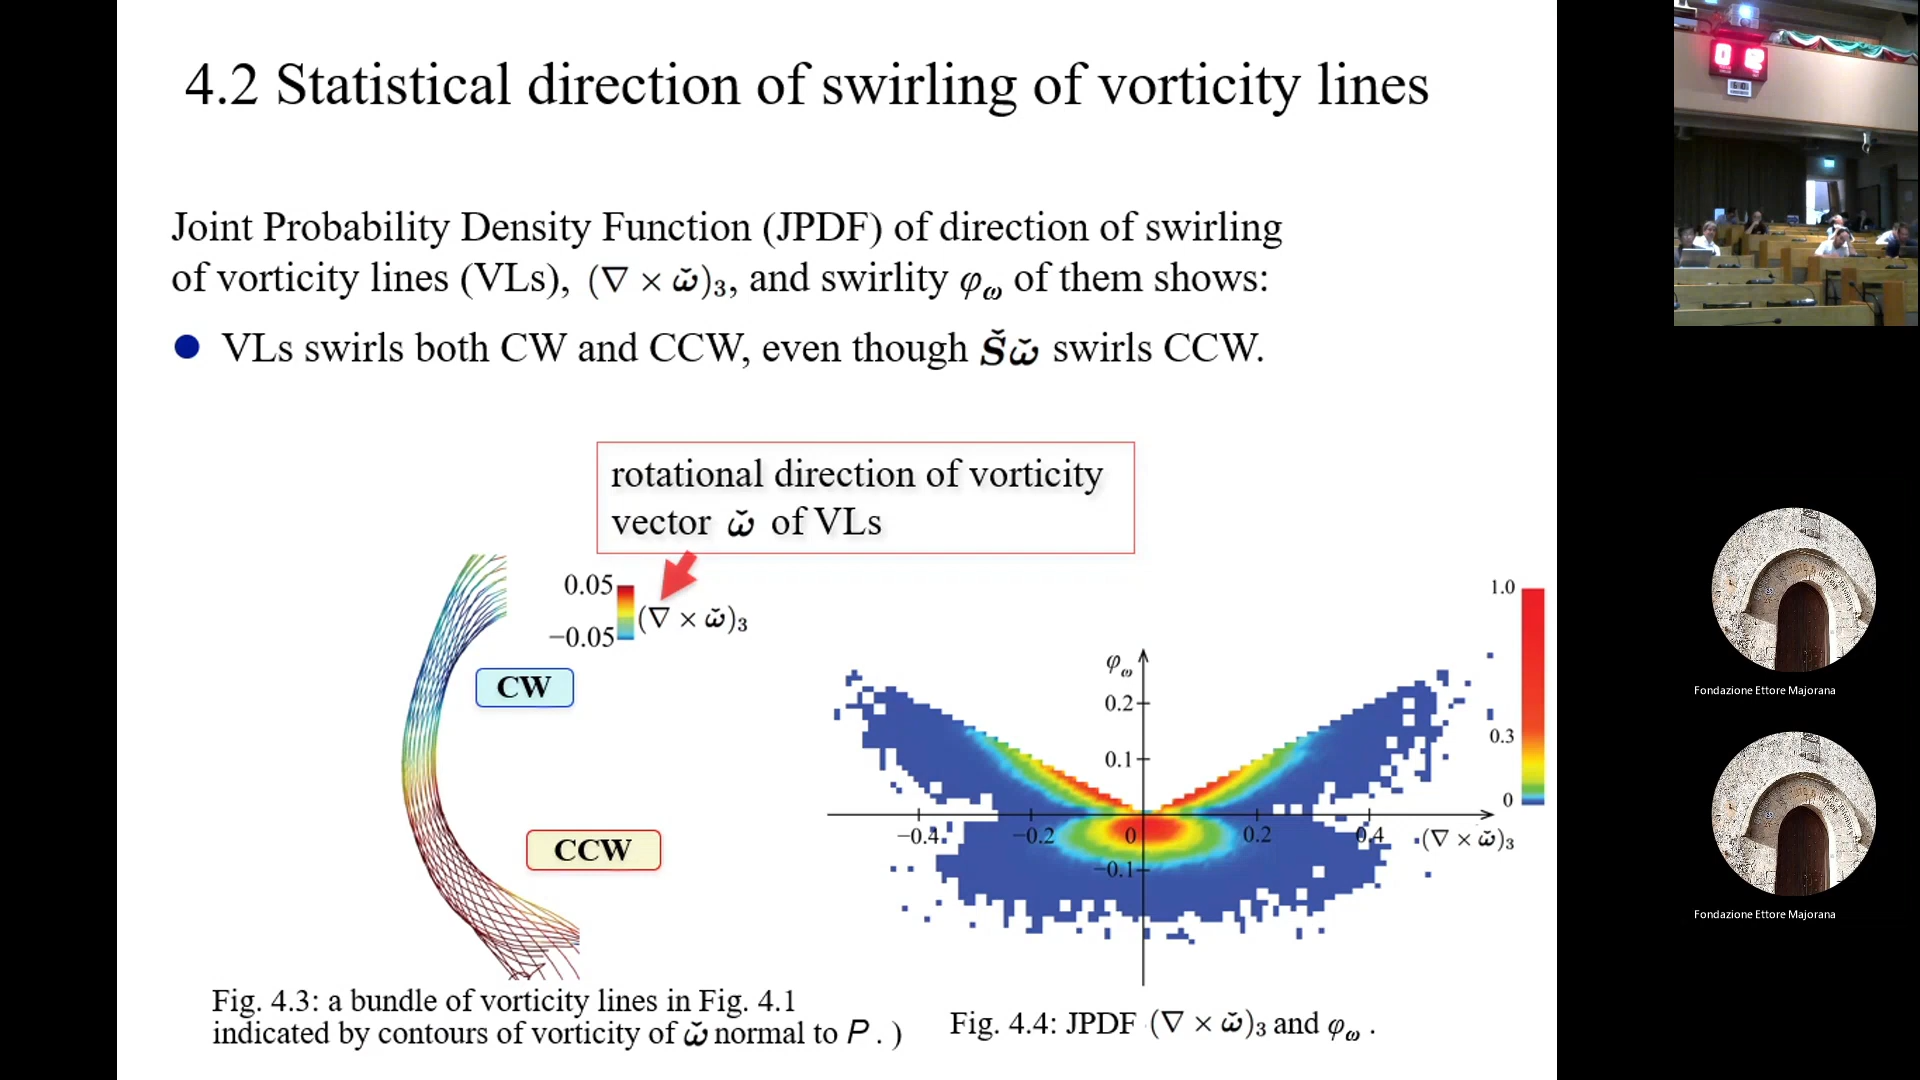 4.2 Statistical direction of swirling of vorticity lines
Joint Probability Density Function (JPDF) of direction of swirling
of vorticity lines (VLs), (∇ × ω̌)₃, and swirlity φω of them shows:
● VLs swirls both CW and CCW, even though Šω̌ swirls CCW.
rotational direction of vorticity
vector ω̌ of VLs
0.05
−0.05
(∇ × ω̌)₃
CW
CCW
Fig. 4.3: a bundle of vorticity lines in Fig. 4.1
indicated by contours of vorticity of ω̌ normal to P . )
φω
0.2
0.1
−0.4
−0.2
0
0.2
0.4
(∇ × ω̌)₃
−0.1
1.0
0.3
0
Fig. 4.4: JPDF (∇ × ω̌)₃ and φω .
Fondazione Ettore Majorana
Fondazione Ettore Majorana